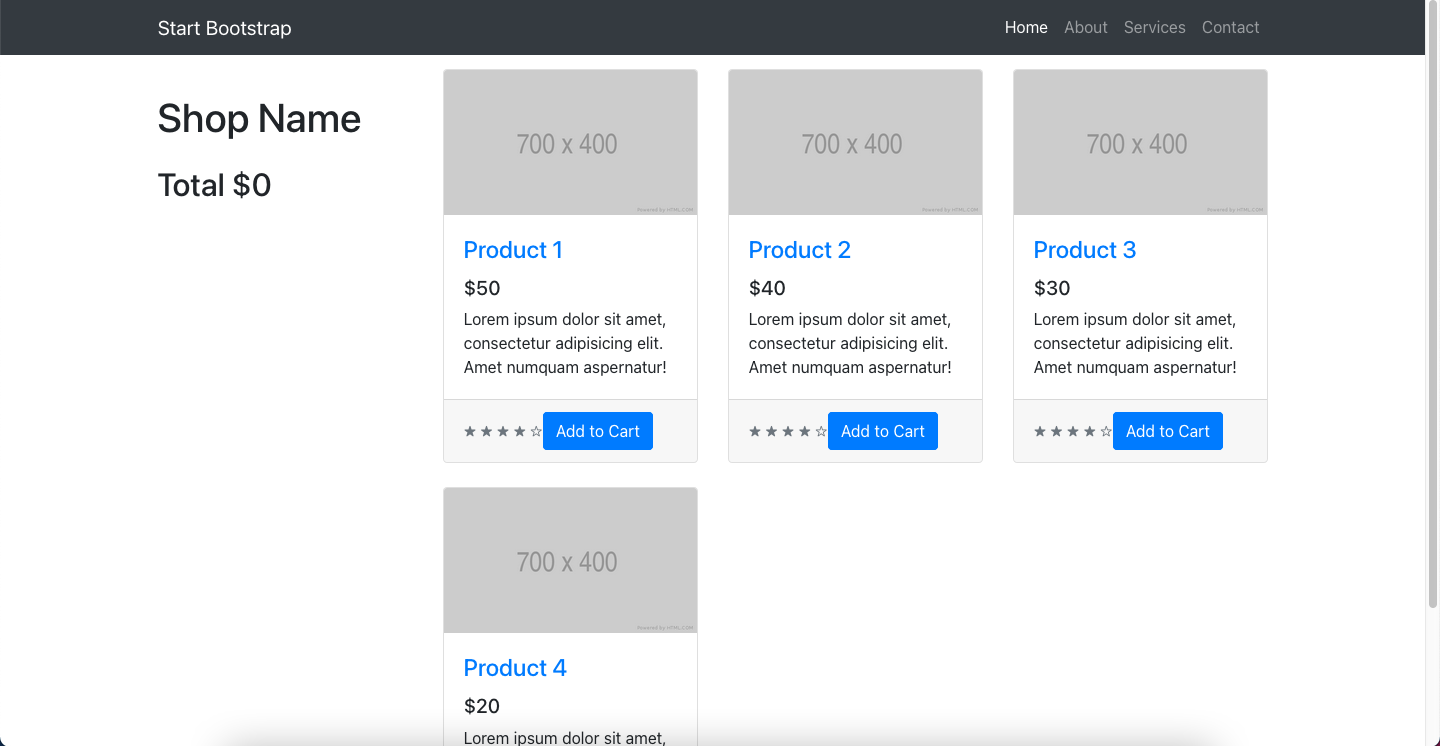 Start Bootstrap
Home About Services Contact
Shop Name
Total $0
700 x 400
Powered by HTML.COM
Product 1
$50
Lorem ipsum dolor sit amet,
consectetur adipisicing elit.
Amet numquam aspernatur!
★ ★ ★ ★ ☆ Add to Cart
700 x 400
Powered by HTML.COM
Product 2
$40
Lorem ipsum dolor sit amet,
consectetur adipisicing elit.
Amet numquam aspernatur!
★ ★ ★ ★ ☆ Add to Cart
700 x 400
Powered by HTML.COM
Product 3
$30
Lorem ipsum dolor sit amet,
consectetur adipisicing elit.
Amet numquam aspernatur!
★ ★ ★ ★ ☆ Add to Cart
700 x 400
Powered by HTML.COM
Product 4
$20
Lorem ipsum dolor sit amet,